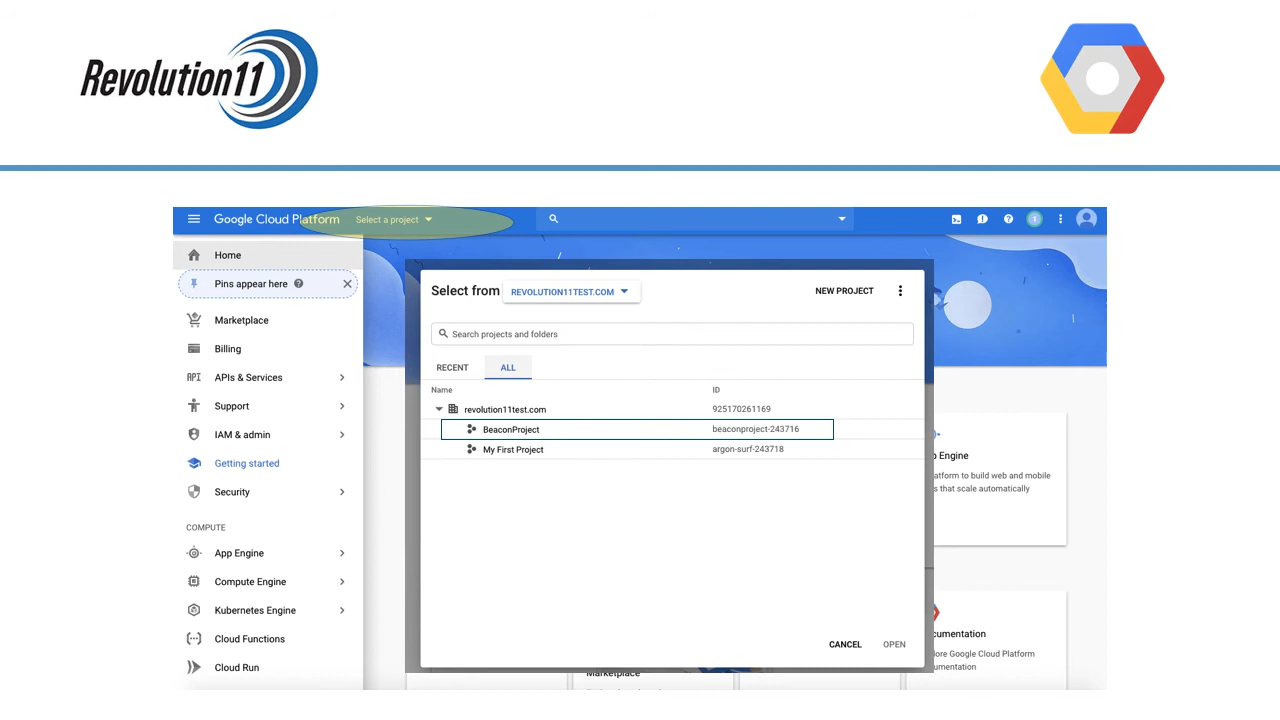 Revolution11
Google Cloud Platform Select a project
1
Home
Pins appear here
Marketplace
Billing
API APIs & Services
Support
IAM & admin
Getting started
Security
COMPUTE
App Engine
Compute Engine
Kubernetes Engine
Cloud Functions
Cloud Run
Select from REVOLUTION11TEST.COM NEW PROJECT
Search projects and folders
RECENT ALL
Name ID
revolution11test.com 925170261169
BeaconProject beaconproject-243716
My First Project argon-surf-243718
CANCEL OPEN
Engine
atform to build web and mobile
s that scale automatically
cumentation
lore Google Cloud Platform
umentation
Marketplace